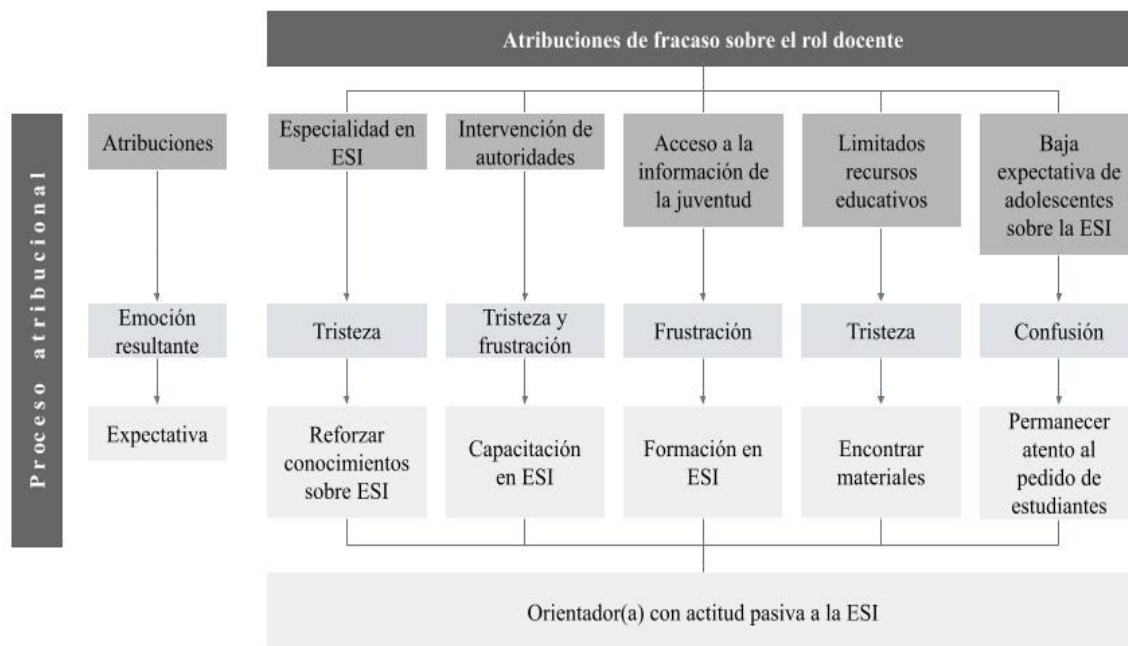 Atribuciones de fracaso sobre el rol docente
Proceso atribucional
Atribuciones
Especialidad en
ESI
Intervención de
autoridades
Acceso a la
información de
la juventud
Limitados
recursos
educativos
Baja
expectativa de
adolescentes
sobre la ESI
Emoción
resultante
Tristeza
Tristeza y
frustración
Frustración
Tristeza
Confusión
Expectativa
Reforzar
conocimientos
sobre ESI
Capacitación
en ESI
Formación en
ESI
Encontrar
materiales
Permanecer
atento al
pedido de
estudiantes
Orientador(a) con actitud pasiva a la ESI